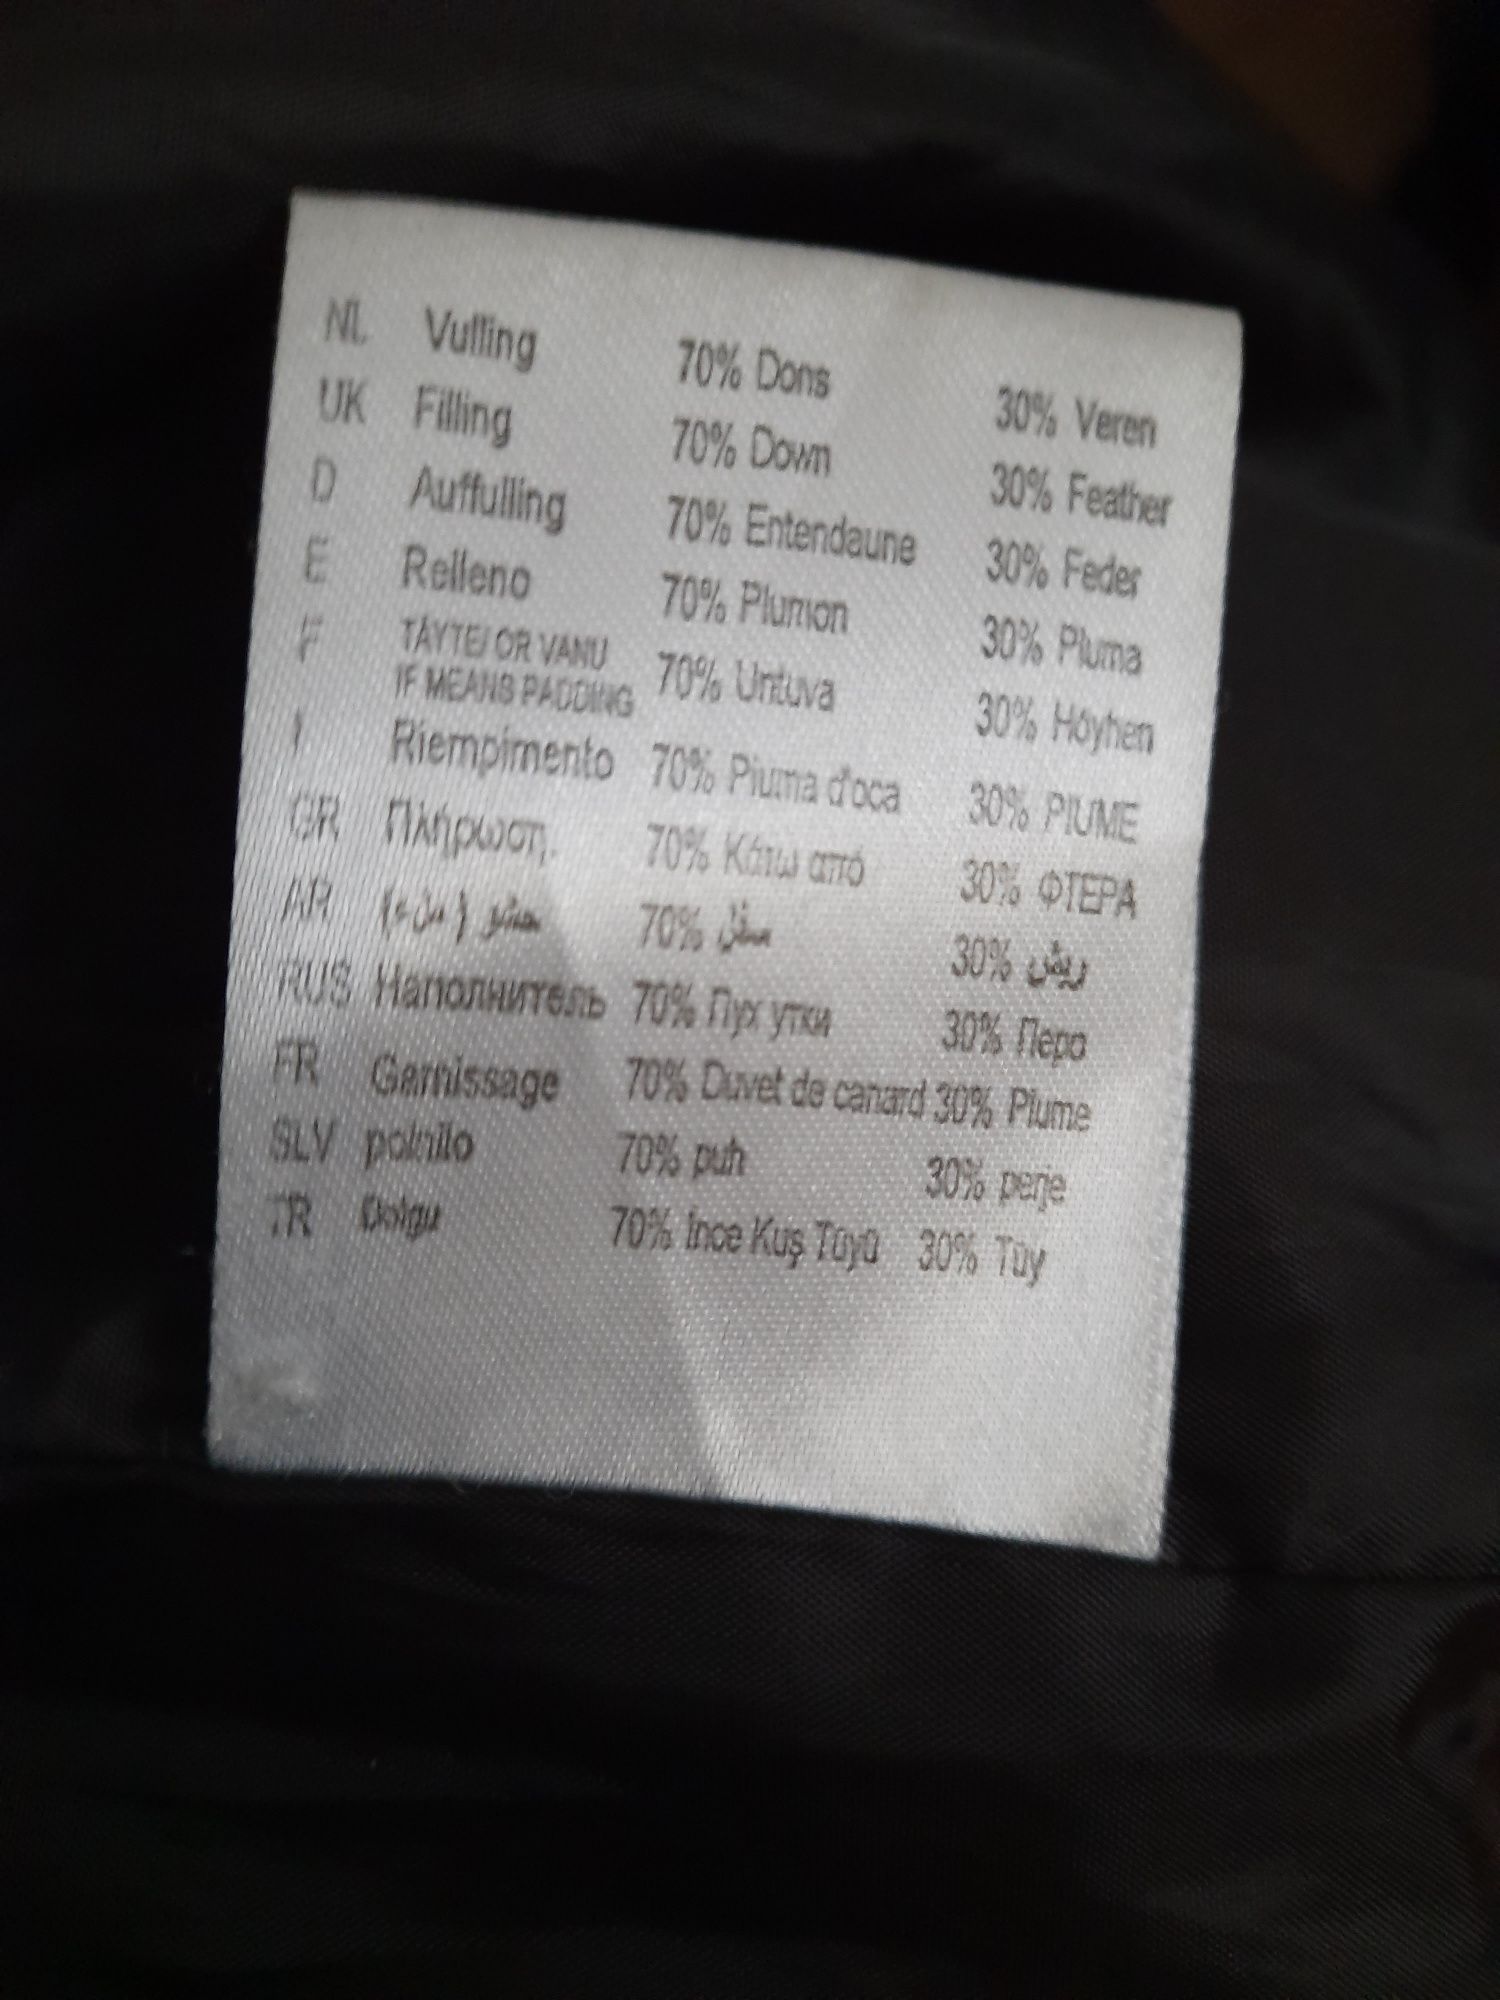 NL Vulling 70% Dons 30% Veren
UK Filling 70% Down 30% Feather
D Auffulling 70% Entendaune 30% Feder
E Relleno 70% Plumon 30% Pluma
F TÄYTE/ OR VANU
IF MEANS PADDING 70% Untuva 30% Höyhen
I Riempimento 70% Piuma d'oca 30% PIUME
GR Πλήρωση. 70% Κάτω από 30% ΦΤΕΡΑ
AR حشو 70% سفل 30% ريش
RUS Наполнитель 70% Пух утки 30% Перо
FR Garnissage 70% Duvet de canard 30% Plume
SLV polnilo 70% puh 30% perje
TR Dolgu 70% İnce Kuş Tüyü 30% Tüy